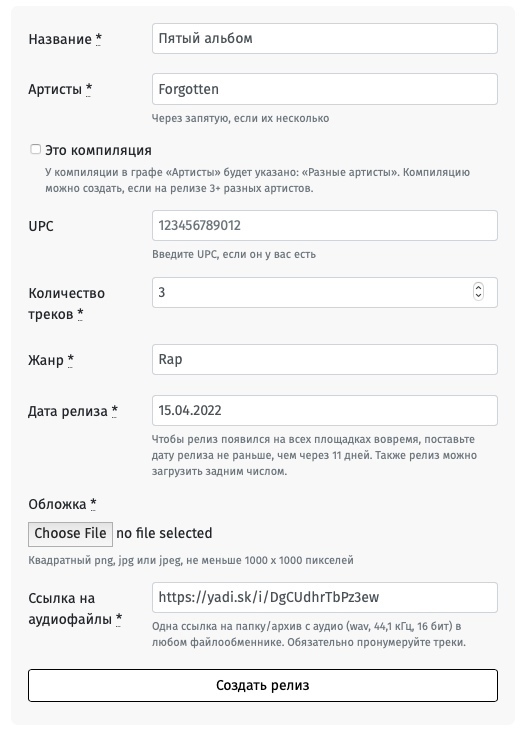 Название *
Пятый альбом
Артисты *
Forgotten
Через запятую, если их несколько
Это компиляция
У компиляции в графе «Артисты» будет указано: «Разные артисты». Компиляцию
можно создать, если на релизе 3+ разных артистов.
UPC
123456789012
Введите UPC, если он у вас есть
Количество
треков *
3
Жанр *
Rap
Дата релиза *
15.04.2022
Чтобы релиз появился на всех площадках вовремя, поставьте
дату релиза не раньше, чем через 11 дней. Также релиз можно
загрузить задним числом.
Обложка *
Choose File no file selected
Квадратный png, jpg или jpeg, не меньше 1000 x 1000 пикселей
Ссылка на
аудиофайлы *
https://yadi.sk/i/DgCUdhrTbPz3ew
Одна ссылка на папку/архив с аудио (wav, 44,1 кГц, 16 бит) в
любом файлообменнике. Обязательно пронумеруйте треки.
Создать релиз